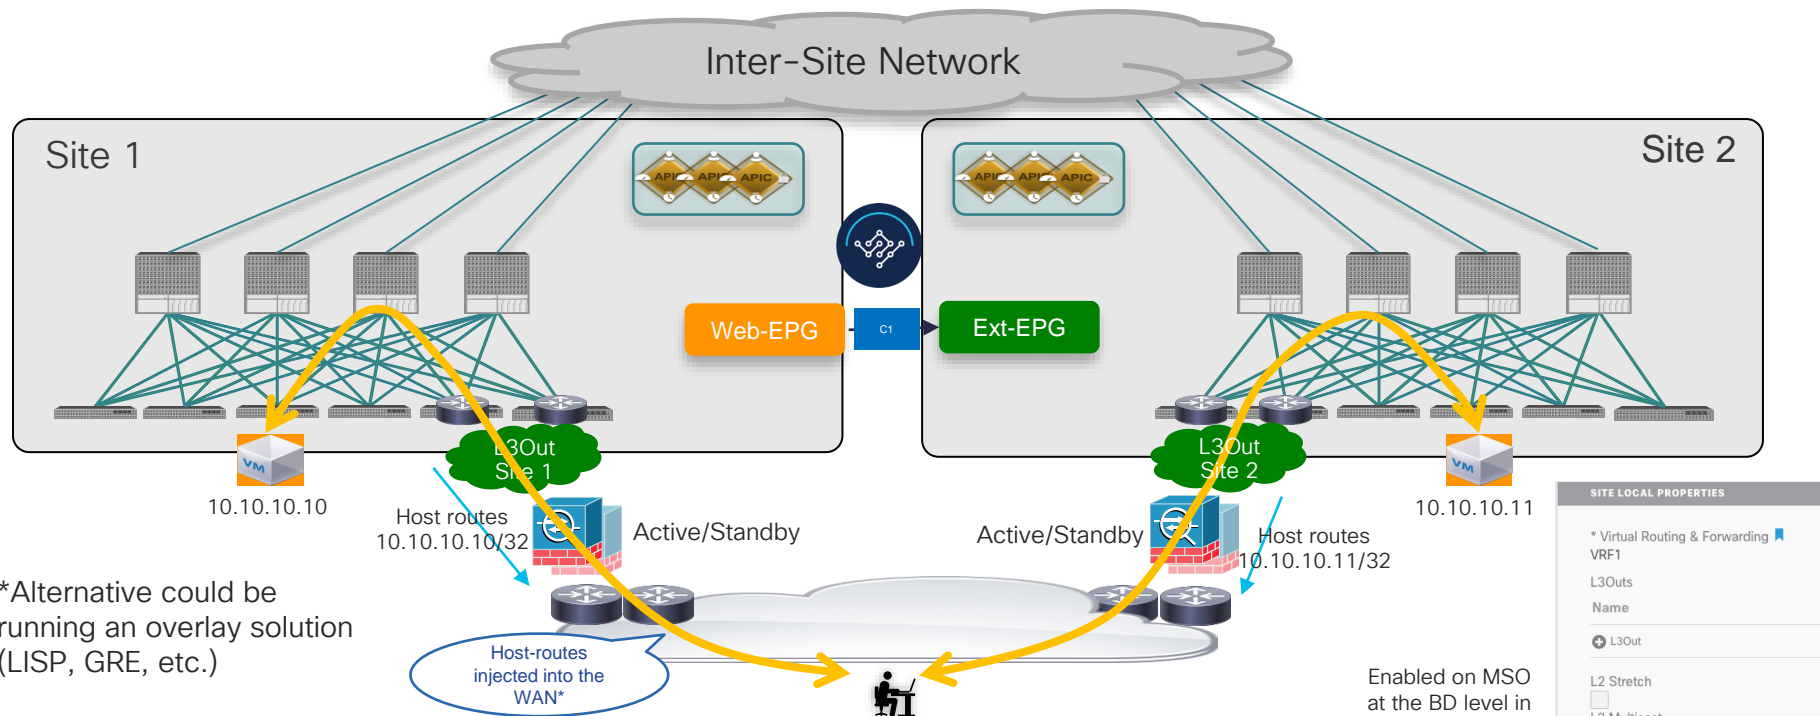 Inter-Site Network
Site 1
Site 2
APIC
APIC
APIC
APIC
APIC
APIC
Web-EPG
C1
Ext-EPG
L3Out
Site 1
L3Out
Site 2
VM
10.10.10.10
VM
10.10.10.11
Host routes
10.10.10.10/32
Active/Standby
Active/Standby
Host routes
10.10.10.11/32
*Alternative could be
running an overlay solution
(LISP, GRE, etc.)
Host-routes
injected into the
WAN*
Enabled on MSO
at the BD level in
SITE LOCAL PROPERTIES
* Virtual Routing & Forwarding
VRF1
L3Outs
Name
L3Out
L2 Stretch